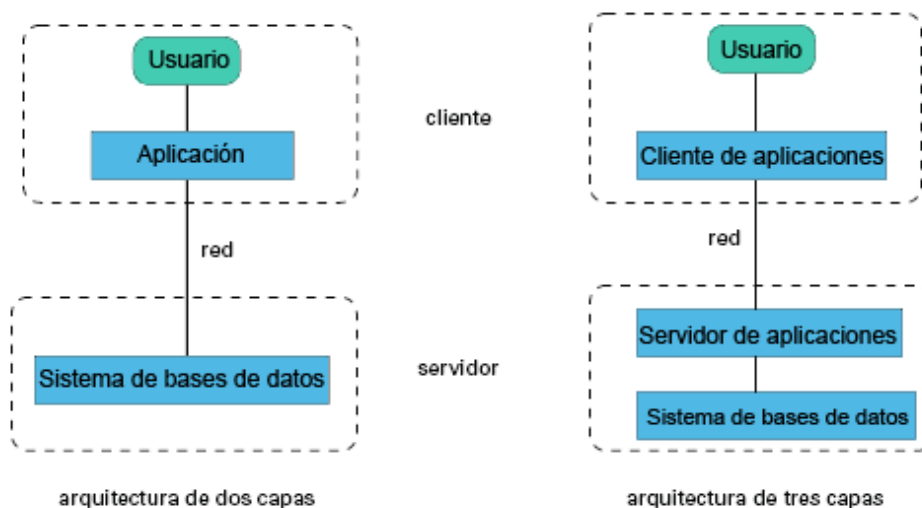 Usuario
Aplicación
red
Sistema de bases de datos
arquitectura de dos capas
cliente
servidor
Usuario
Cliente de aplicaciones
red
Servidor de aplicaciones
Sistema de bases de datos
arquitectura de tres capas